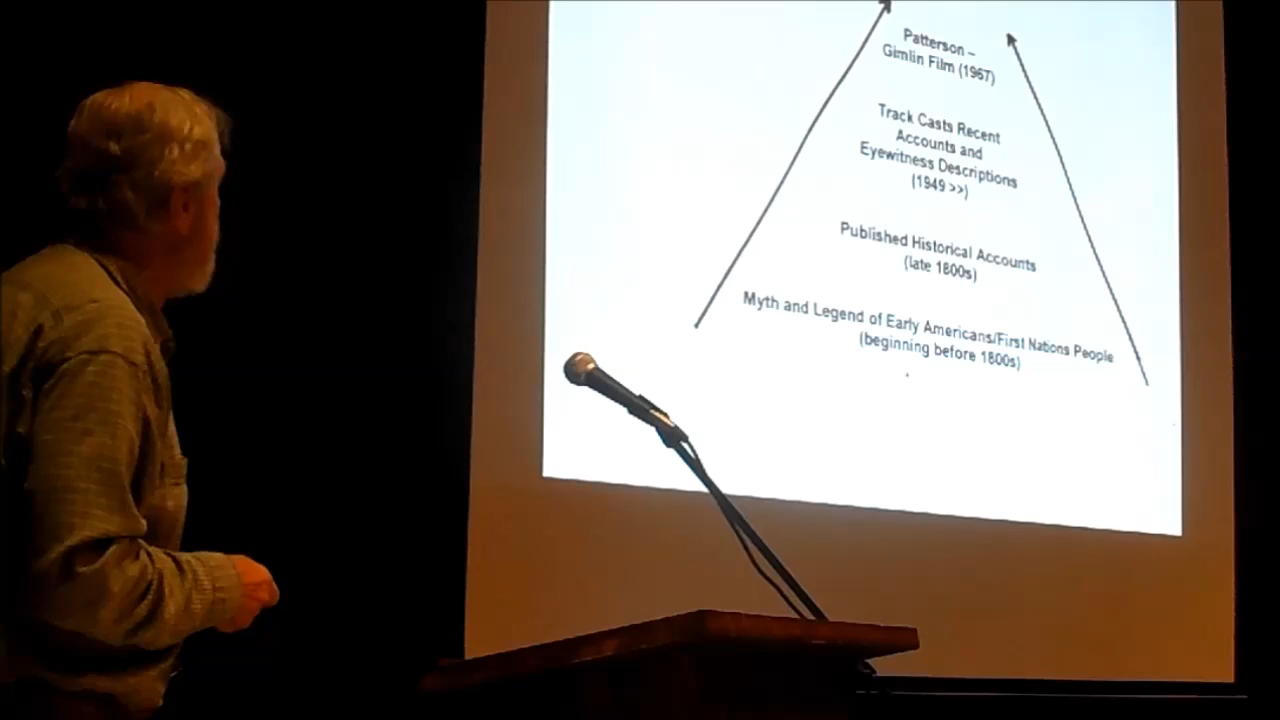 Patterson –
Gimlin Film (1967)
Track Casts Recent
Accounts and
Eyewitness Descriptions
(1949 >>)
Published Historical Accounts
(late 1800s)
Myth and Legend of Early Americans/First Nations People
(beginning before 1800s)